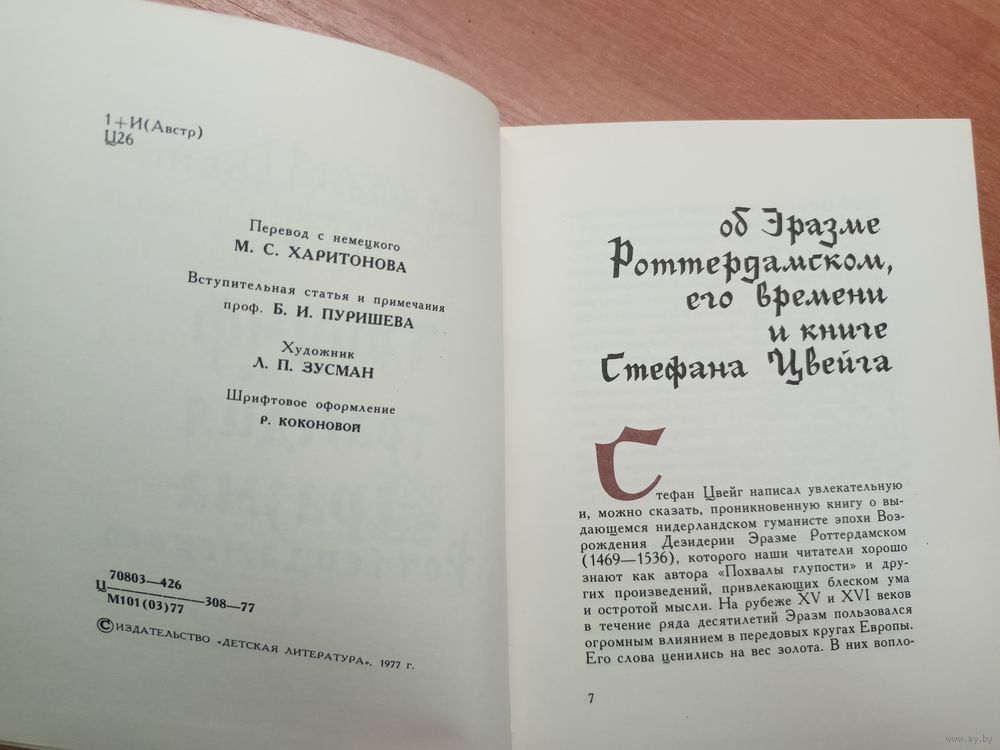 1+И(Австр)
Ц26
Перевод с немецкого
М. С. ХАРИТОНОВА
Вступительная статья и примечания
проф. Б. И. ПУРИШЕВА
Художник
Л. П. ЗУСМАН
Шрифтовое оформление
Р. КОКОНОВОЙ
70803—426
Ц————308—77
М101(03)77
©ИЗДАТЕЛЬСТВО «ДЕТСКАЯ ЛИТЕРАТУРА», 1977 г.
об Эразме
Роттердамском,
его времени
и книге
Стефана Цвейга
Стефан Цвейг написал увлекательную
и, можно сказать, проникновенную книгу о вы-
дающемся нидерландском гуманисте эпохи Воз-
рождения Дезидерии Эразме Роттердамском
(1469—1536), которого наши читатели хорошо
знают как автора «Похвалы глупости» и дру-
гих произведений, привлекающих блеском ума
и остротой мысли. На рубеже XV и XVI веков
в течение ряда десятилетий Эразм пользовался
огромным влиянием в передовых кругах Европы.
Его слова ценились на вес золота. В них вопло-
7
www.ay.by